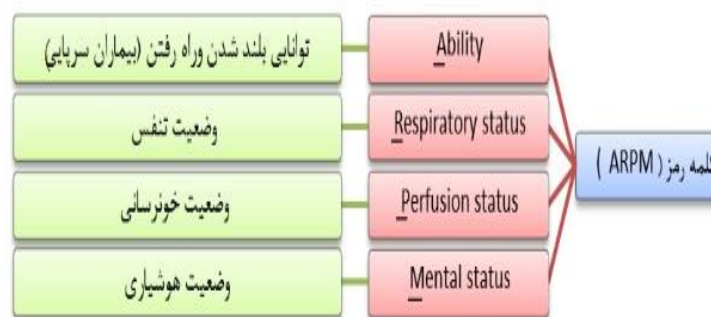 توانایی بلند شدن وراه رفتن (بیماران سرپایی)
Ability
وضعیت تنفس
Respiratory status
کلمه رمز ( ARPM )
وضعیت خونرسانی
Perfusion status
وضعیت هوشیاری
Mental status